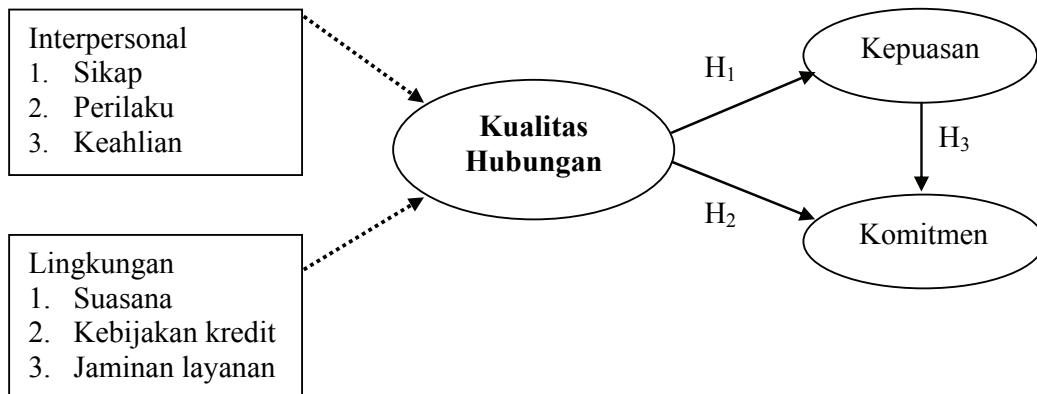 Interpersonal
1. Sikap
2. Perilaku
3. Keahlian
Lingkungan
1. Suasana
2. Kebijakan kredit
3. Jaminan layanan
Kualitas
Hubungan
H1
H2
Kepuasan
H3
Komitmen